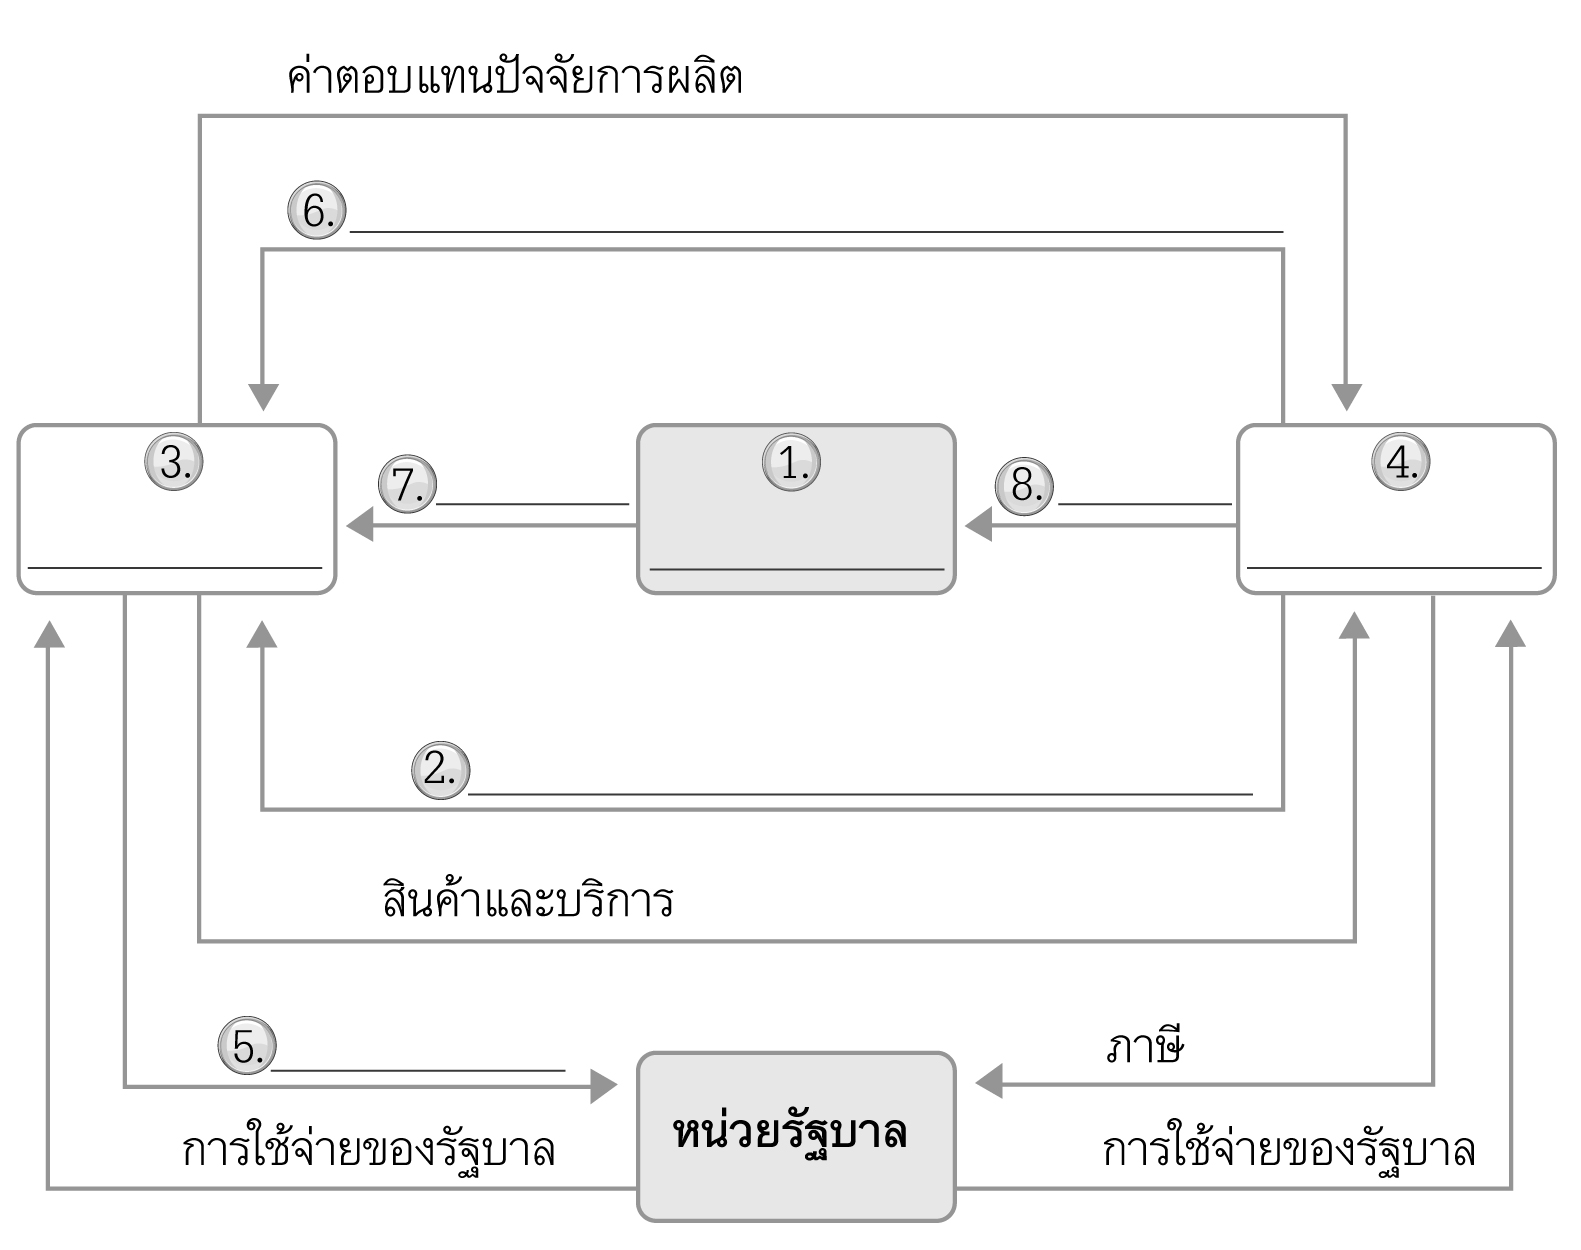 ค่าตอบแทนปัจจัยการผลิต
6.
3.
1.
4.
7.
8.
2.
สินค้าและบริการ
5.
ภาษี
หน่วยรัฐบาล
การใช้จ่ายของรัฐบาล
การใช้จ่ายของรัฐบาล